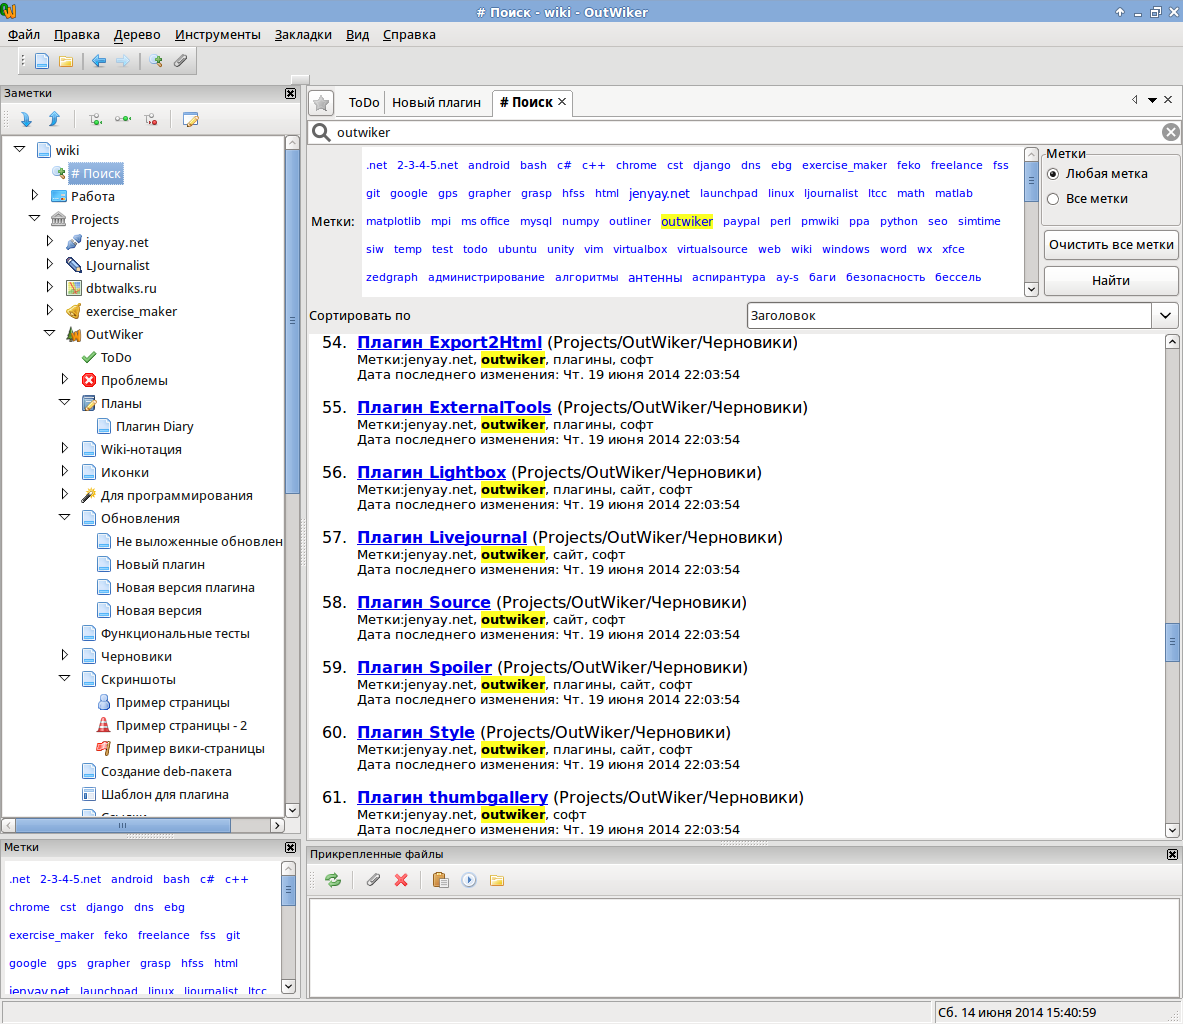 # Поиск - wiki - OutWiker
Файл Правка Дерево Инструменты Закладки Вид Справка
Заметки
wiki
# Поиск
Работа
Projects
jenyay.net
LJournalist
dbtwalks.ru
exercise_maker
OutWiker
ToDo
Проблемы
Планы
Плагин Diary
Wiki-нотация
Иконки
Для программирования
Обновления
Не выложенные обновлен
Новый плагин
Новая версия плагина
Новая версия
Функциональные тесты
Черновики
Скриншоты
Пример страницы
Пример страницы - 2
Пример вики-страницы
Создание deb-пакета
Шаблон для плагина
Метки
.net 2-3-4-5.net android bash c# c++
chrome cst django dns ebg
exercise_maker feko freelance fss git
google gps grapher grasp hfss html
jenyay.net launchpad linux ljournalist ltcc
ToDo Новый плагин # Поиск
outwiker
Метки:
.net 2-3-4-5.net android bash c# c++ chrome cst django dns ebg exercise_maker feko freelance fss
git google gps grapher grasp hfss html jenyay.net launchpad linux ljournalist ltcc math matlab
matplotlib mpi ms office mysql numpy outliner outwiker paypal perl pmwiki ppa python seo simtime
siw temp test todo ubuntu unity vim virtualbox virtualsource web wiki windows word wx xfce
zedgraph администрирование алгоритмы антенны аспирантура ау-s баги безопасность бессель
Метки
Любая метка
Все метки
Очистить все метки
Найти
Сортировать по Заголовок
54. Плагин Export2Html (Projects/OutWiker/Черновики)
Метки:jenyay.net, outwiker, плагины, софт
Дата последнего изменения: Чт. 19 июня 2014 22:03:54
55. Плагин ExternalTools (Projects/OutWiker/Черновики)
Метки:jenyay.net, outwiker, плагины, софт
Дата последнего изменения: Чт. 19 июня 2014 22:03:54
56. Плагин Lightbox (Projects/OutWiker/Черновики)
Метки:jenyay.net, outwiker, плагины, сайт, софт
Дата последнего изменения: Чт. 19 июня 2014 22:03:54
57. Плагин Livejournal (Projects/OutWiker/Черновики)
Метки:jenyay.net, outwiker, сайт, софт
Дата последнего изменения: Чт. 19 июня 2014 22:03:54
58. Плагин Source (Projects/OutWiker/Черновики)
Метки:jenyay.net, outwiker, сайт, софт
Дата последнего изменения: Чт. 19 июня 2014 22:03:54
59. Плагин Spoiler (Projects/OutWiker/Черновики)
Метки:jenyay.net, outwiker, плагины, сайт, софт
Дата последнего изменения: Чт. 19 июня 2014 22:03:54
60. Плагин Style (Projects/OutWiker/Черновики)
Метки:jenyay.net, outwiker, плагины, сайт, софт
Дата последнего изменения: Чт. 19 июня 2014 22:03:54
61. Плагин thumbgallery (Projects/OutWiker/Черновики)
Метки:jenyay.net, outwiker, софт
Дата последнего изменения: Чт. 19 июня 2014 22:03:54
Прикрепленные файлы
Сб. 14 июня 2014 15:40:59